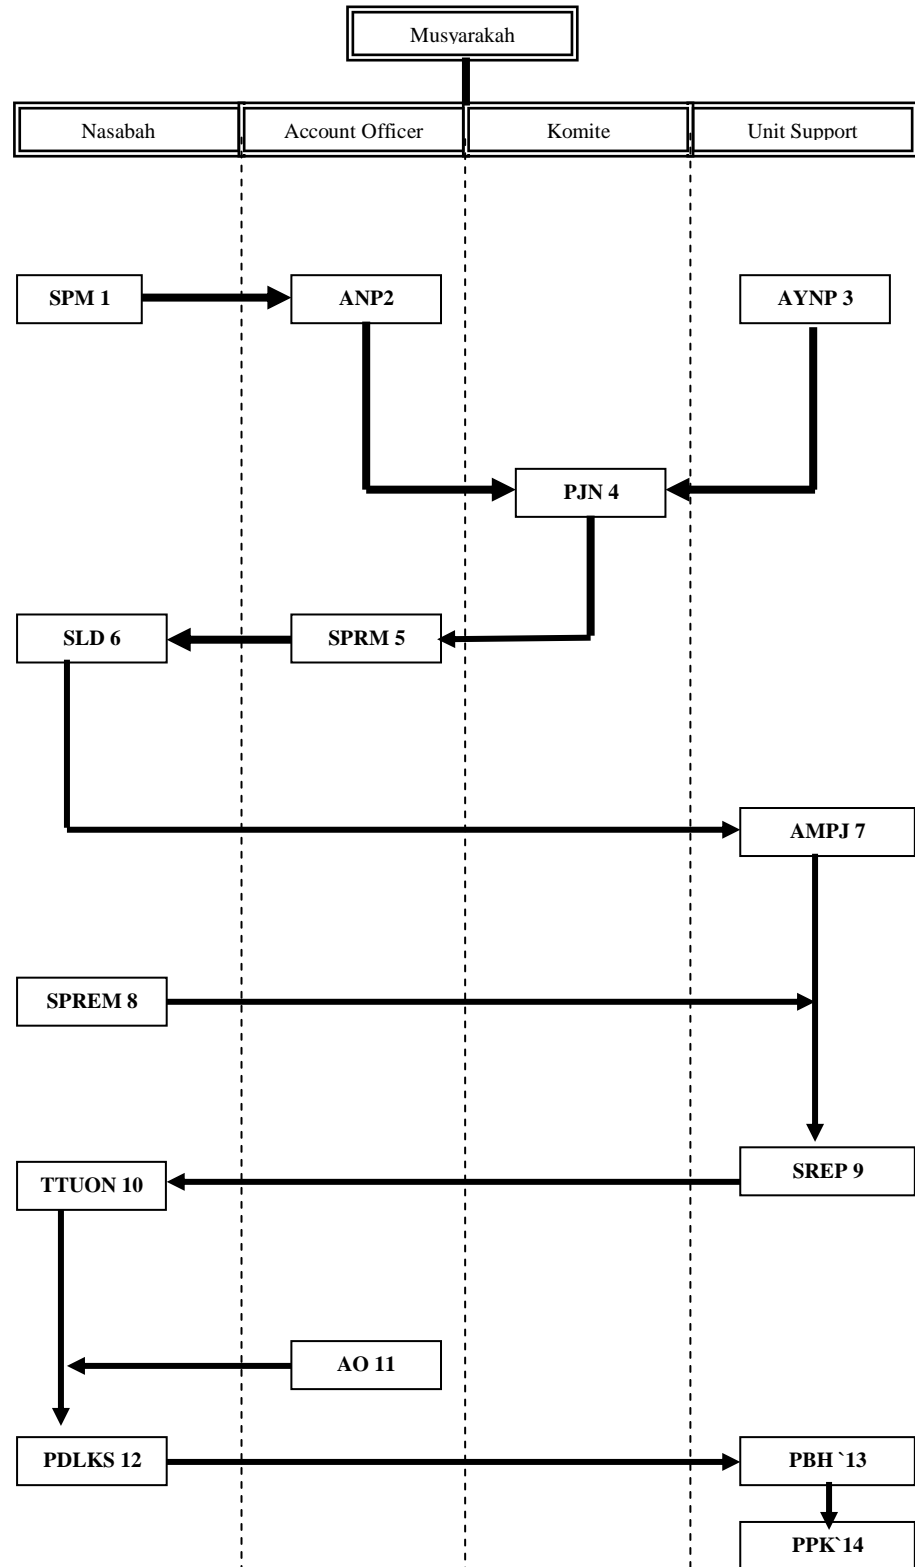 Musyarakah
Nasabah
Account Officer
Komite
Unit Support
SPM 1
ANP2
AYNP 3
PJN 4
SLD 6
SPRM 5
AMPJ 7
SPREM 8
SREP 9
TTUON 10
AO 11
PDLKS 12
PBH `13
PPK`14